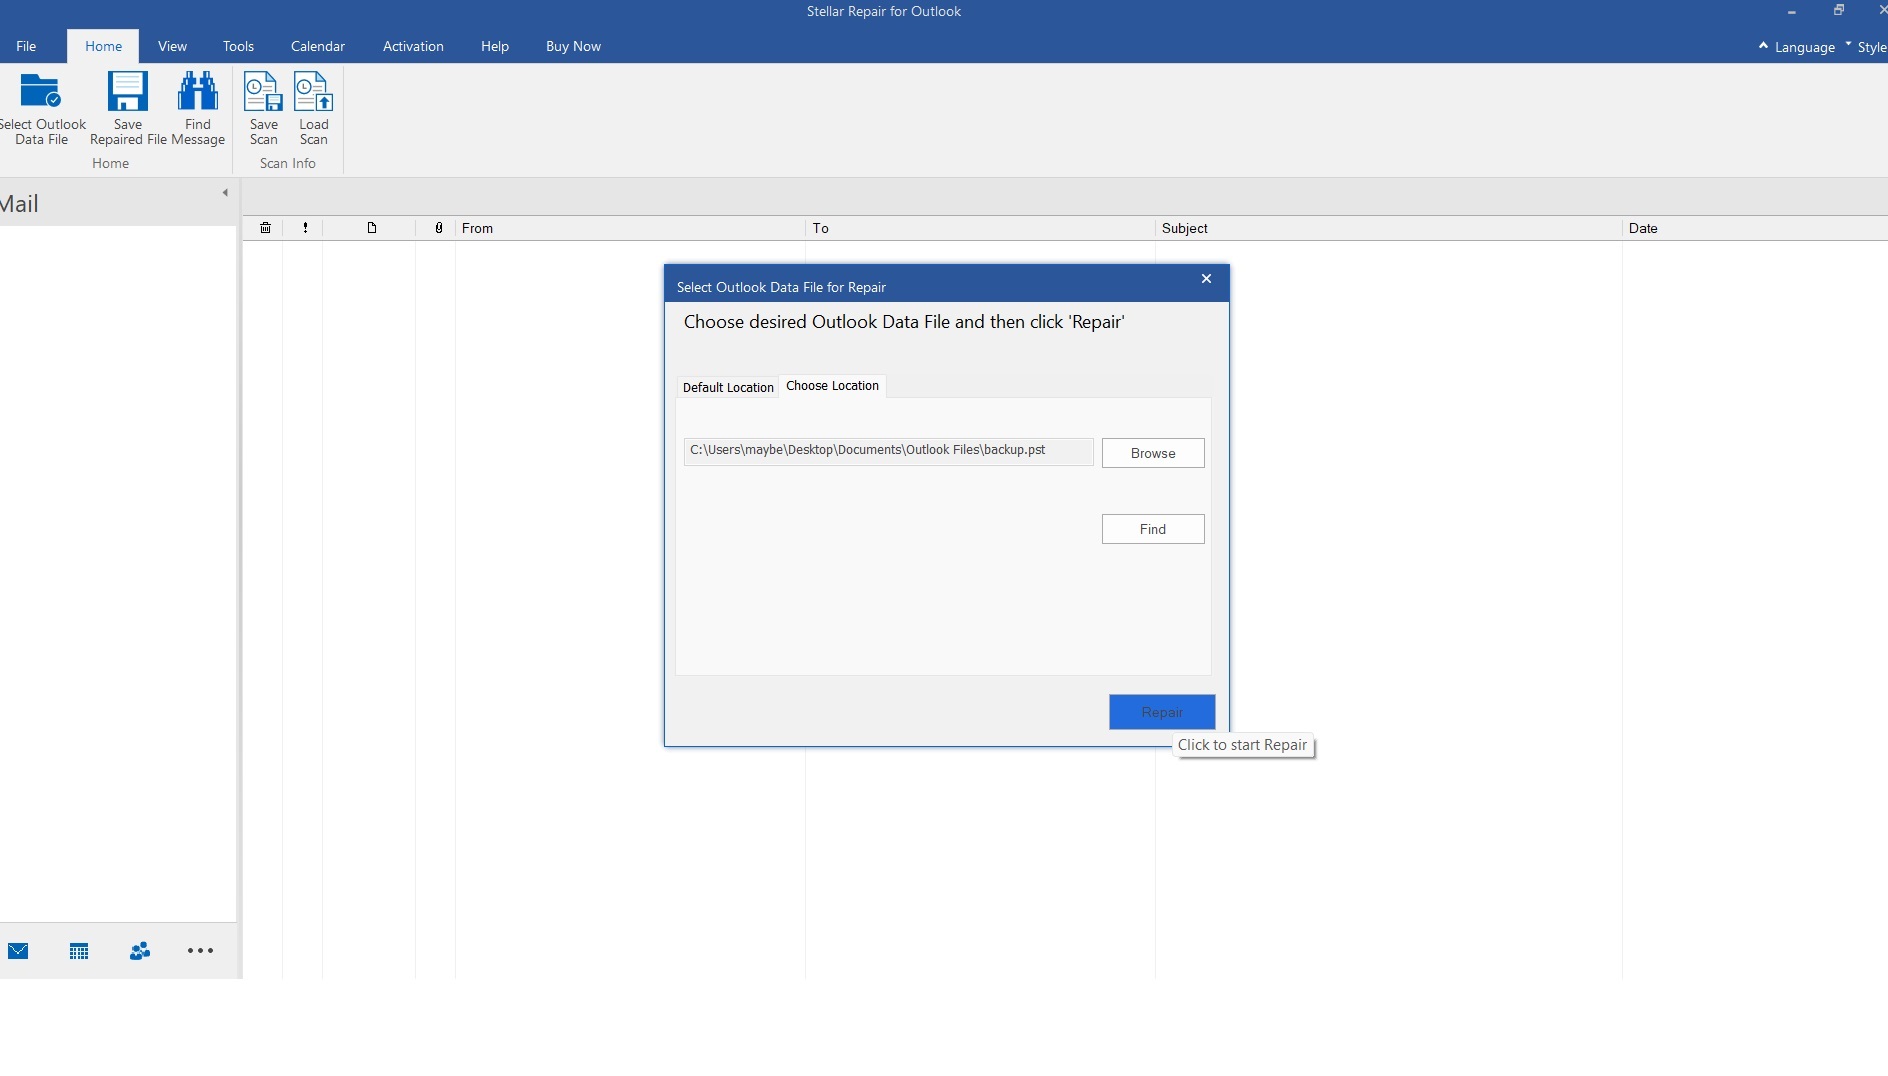 Stellar Repair for Outlook
File Home View Tools Calendar Activation Help Buy Now Language Style
Select Outlook
Data File
Save
Repaired File
Find
Message
Save
Scan
Load
Scan
Home
Scan Info
Mail
From To Subject Date
Select Outlook Data File for Repair
Choose desired Outlook Data File and then click 'Repair'
Default Location Choose Location
C:\Users\maybe\Desktop\Documents\Outlook Files\backup.pst
Browse
Find
Repair
Click to start Repair